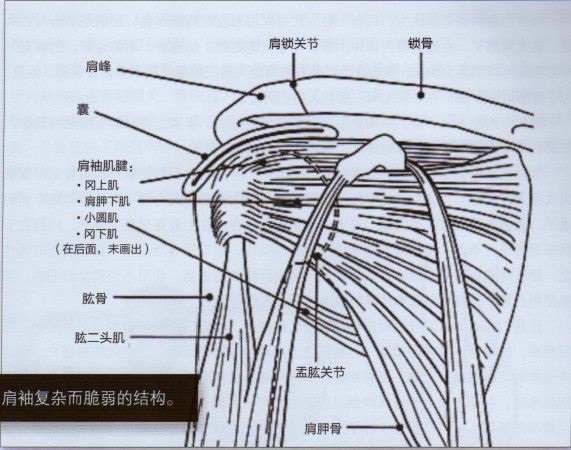 肩锁关节
锁骨
肩峰
囊
肩袖肌腱：
·冈上肌
·肩胛下肌
·小圆肌
·冈下肌
（在后面，未画出）
肱骨
肱二头肌
孟肱关节
肩袖复杂而脆弱的结构。
肩胛骨